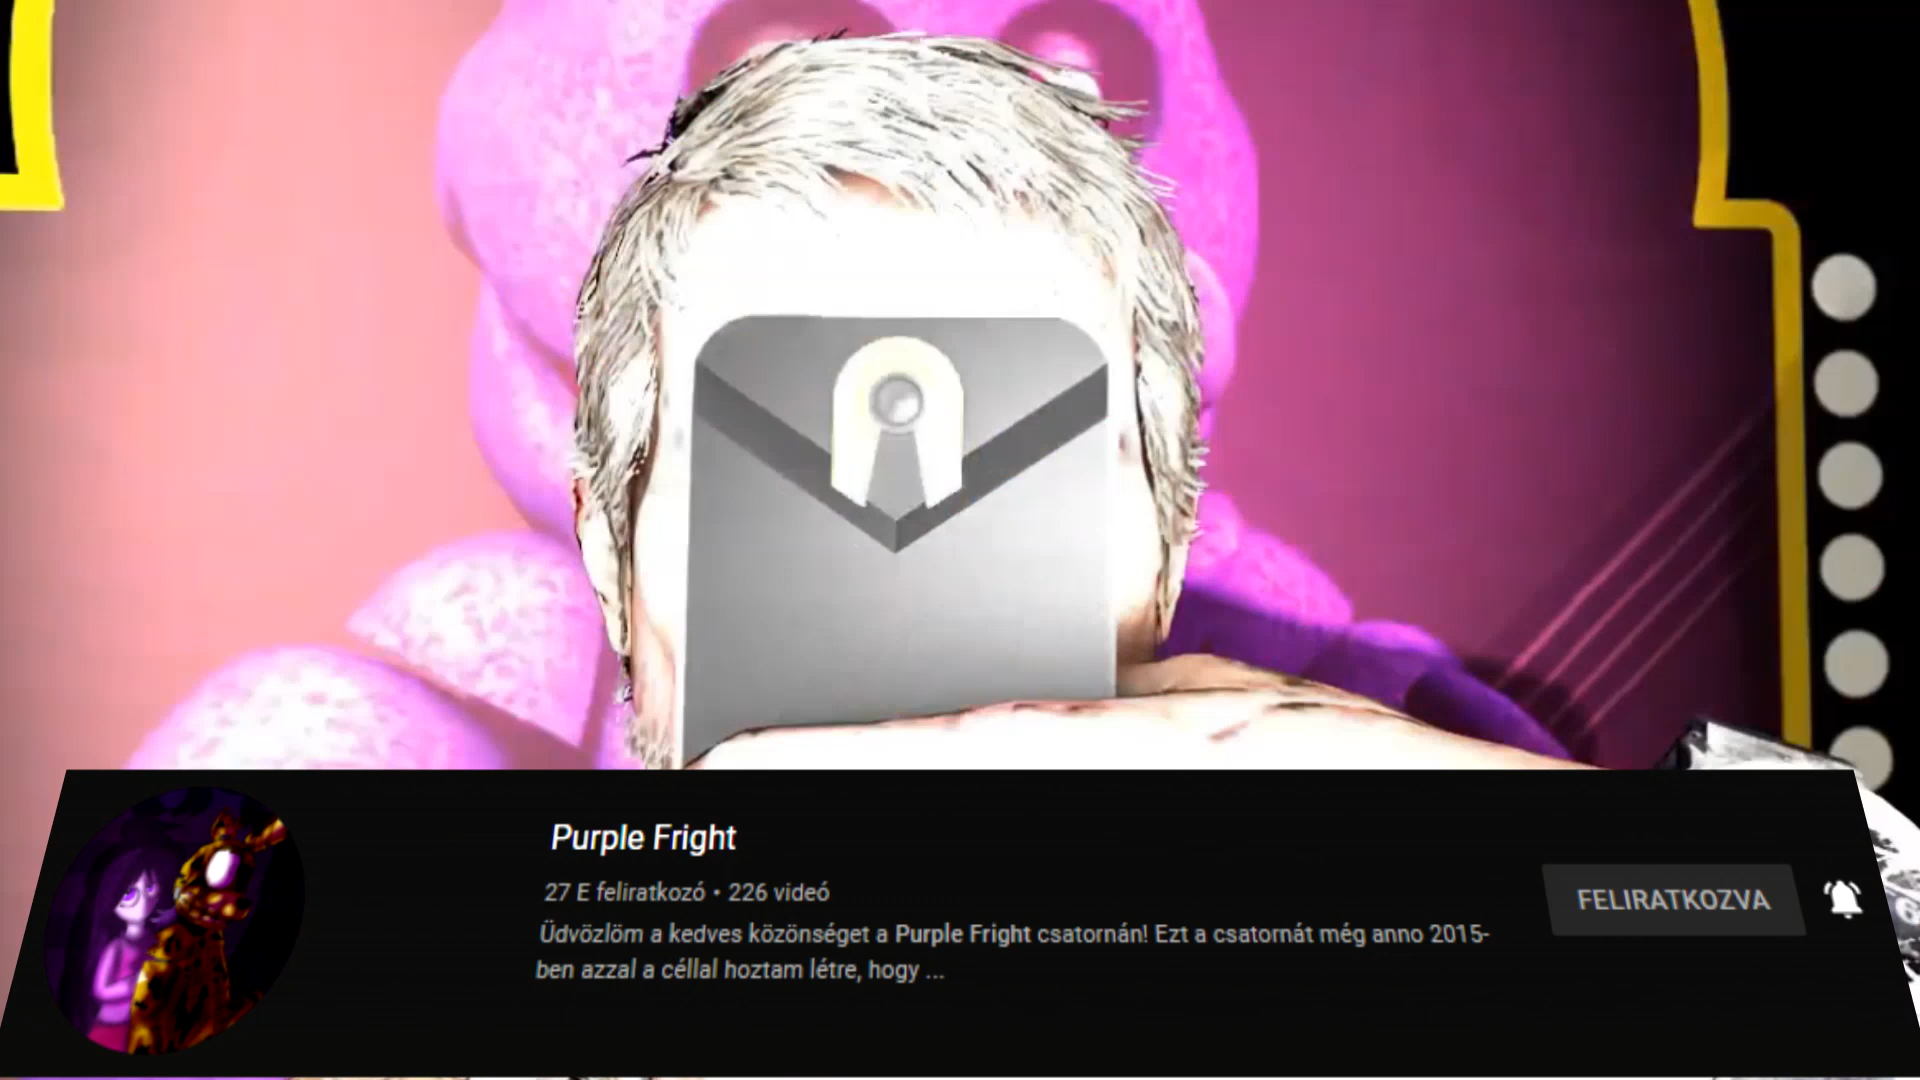 Purple Fright
27 E feliratkozó • 226 videó
Üdvözlöm a kedves közönséget a Purple Fright csatornán! Ezt a csatornát még anno 2015-
ben azzal a céllal hoztam létre, hogy ...
FELIRATKOZVA